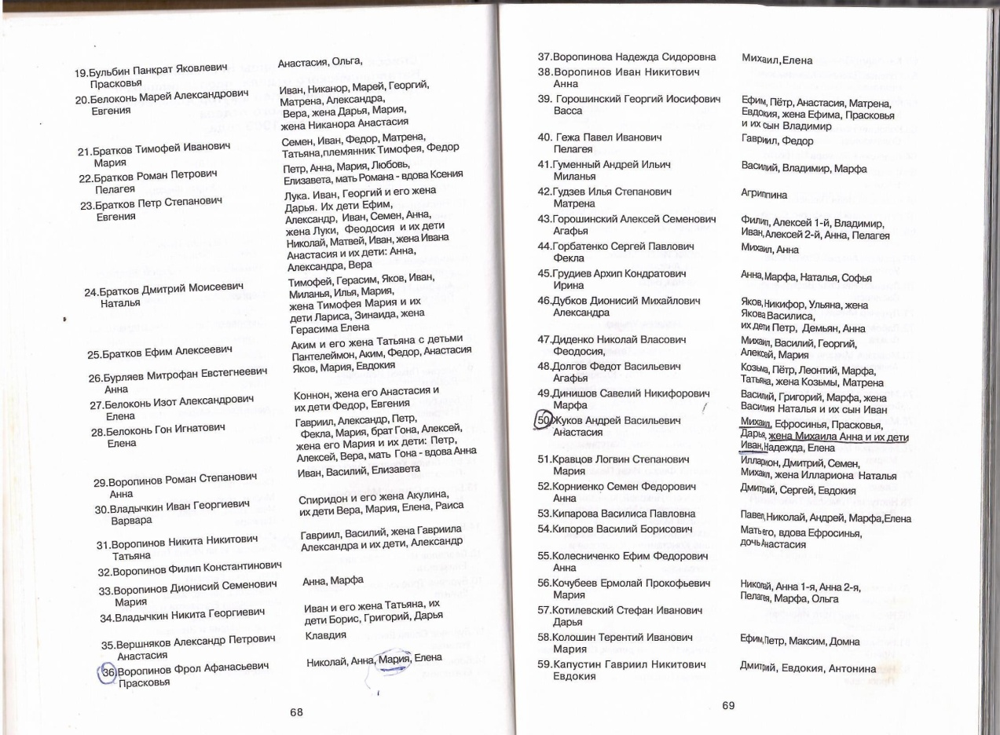 19.Бульбин Панкрат Яковлевич
Прасковья
Анастасия, Ольга,
20.Белоконь Марей Александрович
Евгения
Иван, Никанор, Марей, Георгий,
Матрена, Александра,
Вера, жена Дарья, Мария,
жена Никанора Анастасия
21.Братков Тимофей Иванович
Мария
Семен, Иван, Федор, Матрена,
Татьяна,племянник Тимофея, Федор
22.Братков Роман Петрович
Пелагея
Петр, Анна, Мария, Любовь,
Елизавета, мать Романа - вдова Ксения
23.Братков Петр Степанович
Евгения
Лука. Иван, Георгий и его жена
Дарья. Их дети Ефим,
Александр, Иван, Семен, Анна,
жена Луки, Феодосия и их дети
Николай, Матвей, Иван, жена Ивана
Анастасия и их дети: Анна,
Александра, Вера
24.Братков Дмитрий Моисеевич
Наталья
Тимофей, Герасим, Яков, Иван,
Миланья, Илья, Мария,
жена Тимофея Мария и их
дети Лариса, Зинаида, жена
Герасима Елена
25.Братков Ефим Алексеевич
Аким и его жена Татьяна с детьми
Пантелеймон, Аким, Федор, Анастасия
26.Бурляев Митрофан Евстегнеевич
Анна
Яков, Мария, Евдокия
27.Белоконь Изот Александрович
Елена
Коннон, жена его Анастасия и
их дети Федор, Евгения
28.Белоконь Гон Игнатович
Елена
Гавриил, Александр, Петр,
Фекла, Мария, брат Гона, Алексей,
жена его Мария и их дети: Петр,
Алексей, Вера, мать Гона - вдова Анна
29.Воропинов Роман Степанович
Анна
Иван, Василий, Елизавета
30.Владычкин Иван Георгиевич
Варвара
Спиридон и его жена Акулина,
их дети Вера, Мария, Елена, Раиса
31.Воропинов Никита Никитович
Татьяна
Гавриил, Василий, жена Гавриила
Александра и их дети, Александр
32.Воропинов Филип Константинович
33.Воропинов Дионисий Семенович
Мария
Анна, Марфа
34.Владычкин Никита Георгиевич
Иван и его жена Татьяна, их
дети Борис, Григорий, Дарья
35.Вершняков Александр Петрович
Анастасия
Клавдия
36.Воропинов Фрол Афанасьевич
Прасковья
Николай, Анна, Мария, Елена
68
37.Воропинова Надежда Сидоровна
Михаил,Елена
38.Воропинов Иван Никитович
Анна
39. Горошинский Георгий Иосифович
Васса
Ефим, Пётр, Анастасия, Матрена,
Евдокия, жена Ефима, Прасковья
и их сын Владимир
40. Гежа Павел Иванович
Пелагея
Гавриил, Федор
41.Гуменный Андрей Ильич
Миланья
Василий, Владимир, Марфа
42.Гудзев Илья Степанович
Матрена
Агриппина
43.Горошинский Алексей Семенович
Агафья
Филип, Алексей 1-й, Владимир,
Иван,Алексей 2-й, Анна, Пелагея
44.Горбатенко Сергей Павлович
Фекла
Михаил, Анна
45.Грудиев Архип Кондратович
Ирина
Анна,Марфа, Наталья, Софья
46.Дубков Дионисий Михайлович
Александра
Яков, Никифор, Ульяна, жена
Якова Василиса,
их дети Петр, Демьян, Анна
47.Диденко Николай Власович
Феодосия,
Михаил, Василий, Георгий,
Алексей, Мария
48.Долгов Федот Васильевич
Агафья
Козьма, Пётр, Леонтий, Марфа,
Татьяна, жена Козьмы, Матрена
49.Динишов Савелий Никифорович
Марфа
Василий, Григорий, Марфа, жена
Василия Наталья и их сын Иван
50.Жуков Андрей Васильевич
Анастасия
Михаил, Ефросинья, Прасковья,
Дарья, жена Михаила Анна и их дети
Иван,Надежда, Елена
51.Кравцов Логвин Степанович
Мария
Илларион, Дмитрий, Семен,
Михаил, жена Иллариона Наталья
52.Корниенко Семен Федорович
Анна
Дмитрий, Сергей, Евдокия
53.Кипарова Василиса Павловна
Павел, Николай, Андрей, Марфа,Елена
54.Кипоров Василий Борисович
Мать его, вдова Ефросинья,
дочь Анастасия
55.Колесниченко Ефим Федорович
Анна
56.Кочубеев Ермолай Прокофьевич
Мария
Николай, Анна 1-я, Анна 2-я,
Пелагея, Марфа, Ольга
57.Котилевский Стефан Иванович
Дарья
58.Колошин Терентий Иванович
Мария
Ефим,Петр, Максим, Домна
59.Капустин Гавриил Никитович
Евдокия
Дмитрий, Евдокия, Антонина
69